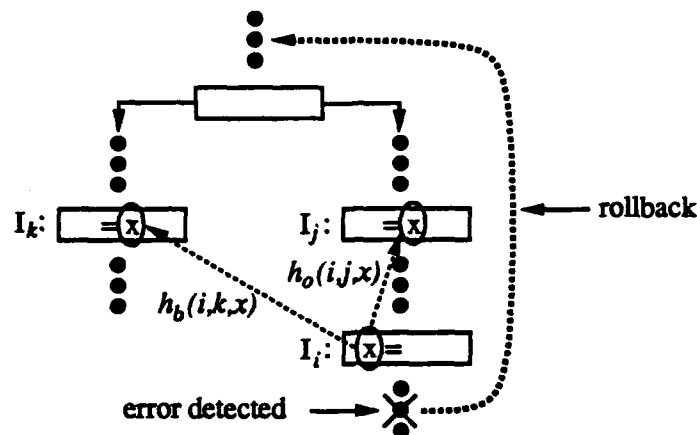 I_k: = x
I_j: = x
rollback
h_b(i,k,x)
h_o(i,j,x)
I_i: x =
error detected